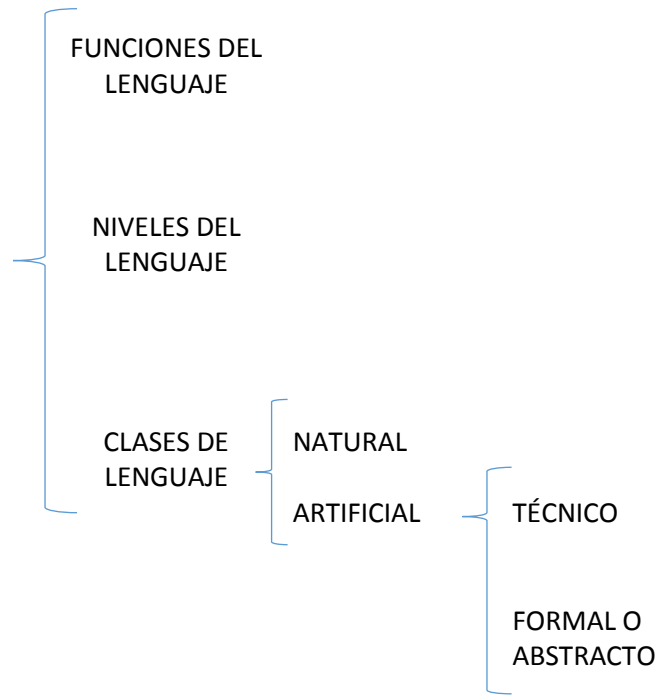 FUNCIONES DEL
LENGUAJE
NIVELES DEL
LENGUAJE
CLASES DE
LENGUAJE
NATURAL
ARTIFICIAL
TÉCNICO
FORMAL O
ABSTRACTO